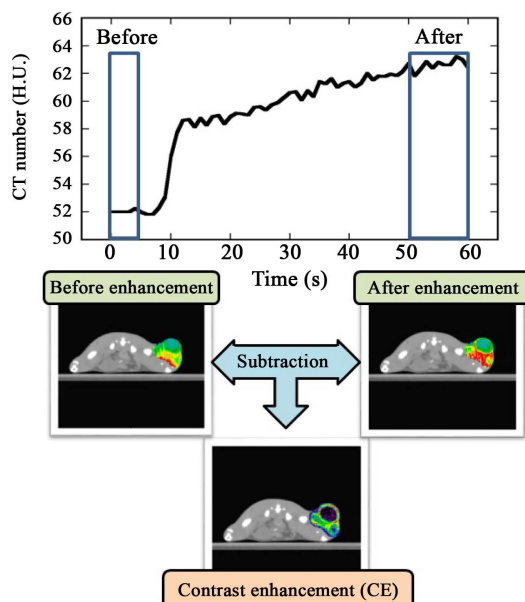 66
64
62
60
58
56
54
52
50
CT number (H.U.)
Before
After
0 10 20 30 40 50 60
Time (s)
Before enhancement
After enhancement
Subtraction
Contrast enhancement (CE)